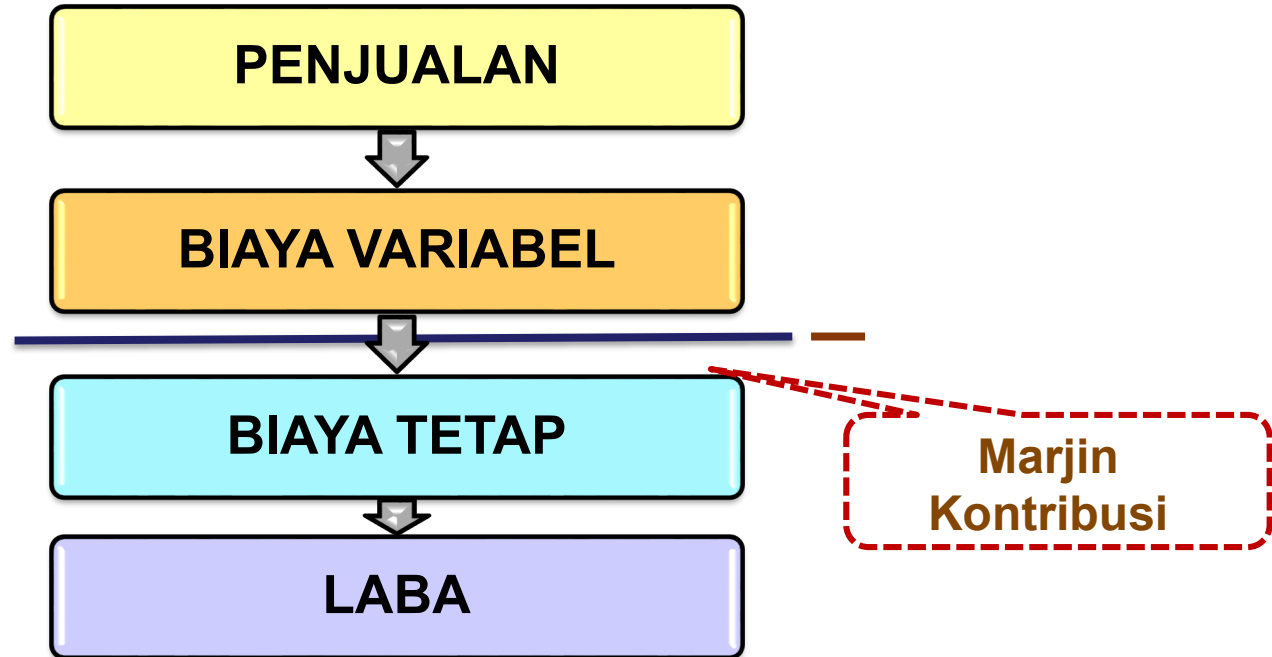 PENJUALAN
BIAYA VARIABEL
BIAYA TETAP
Marjin
Kontribusi
LABA